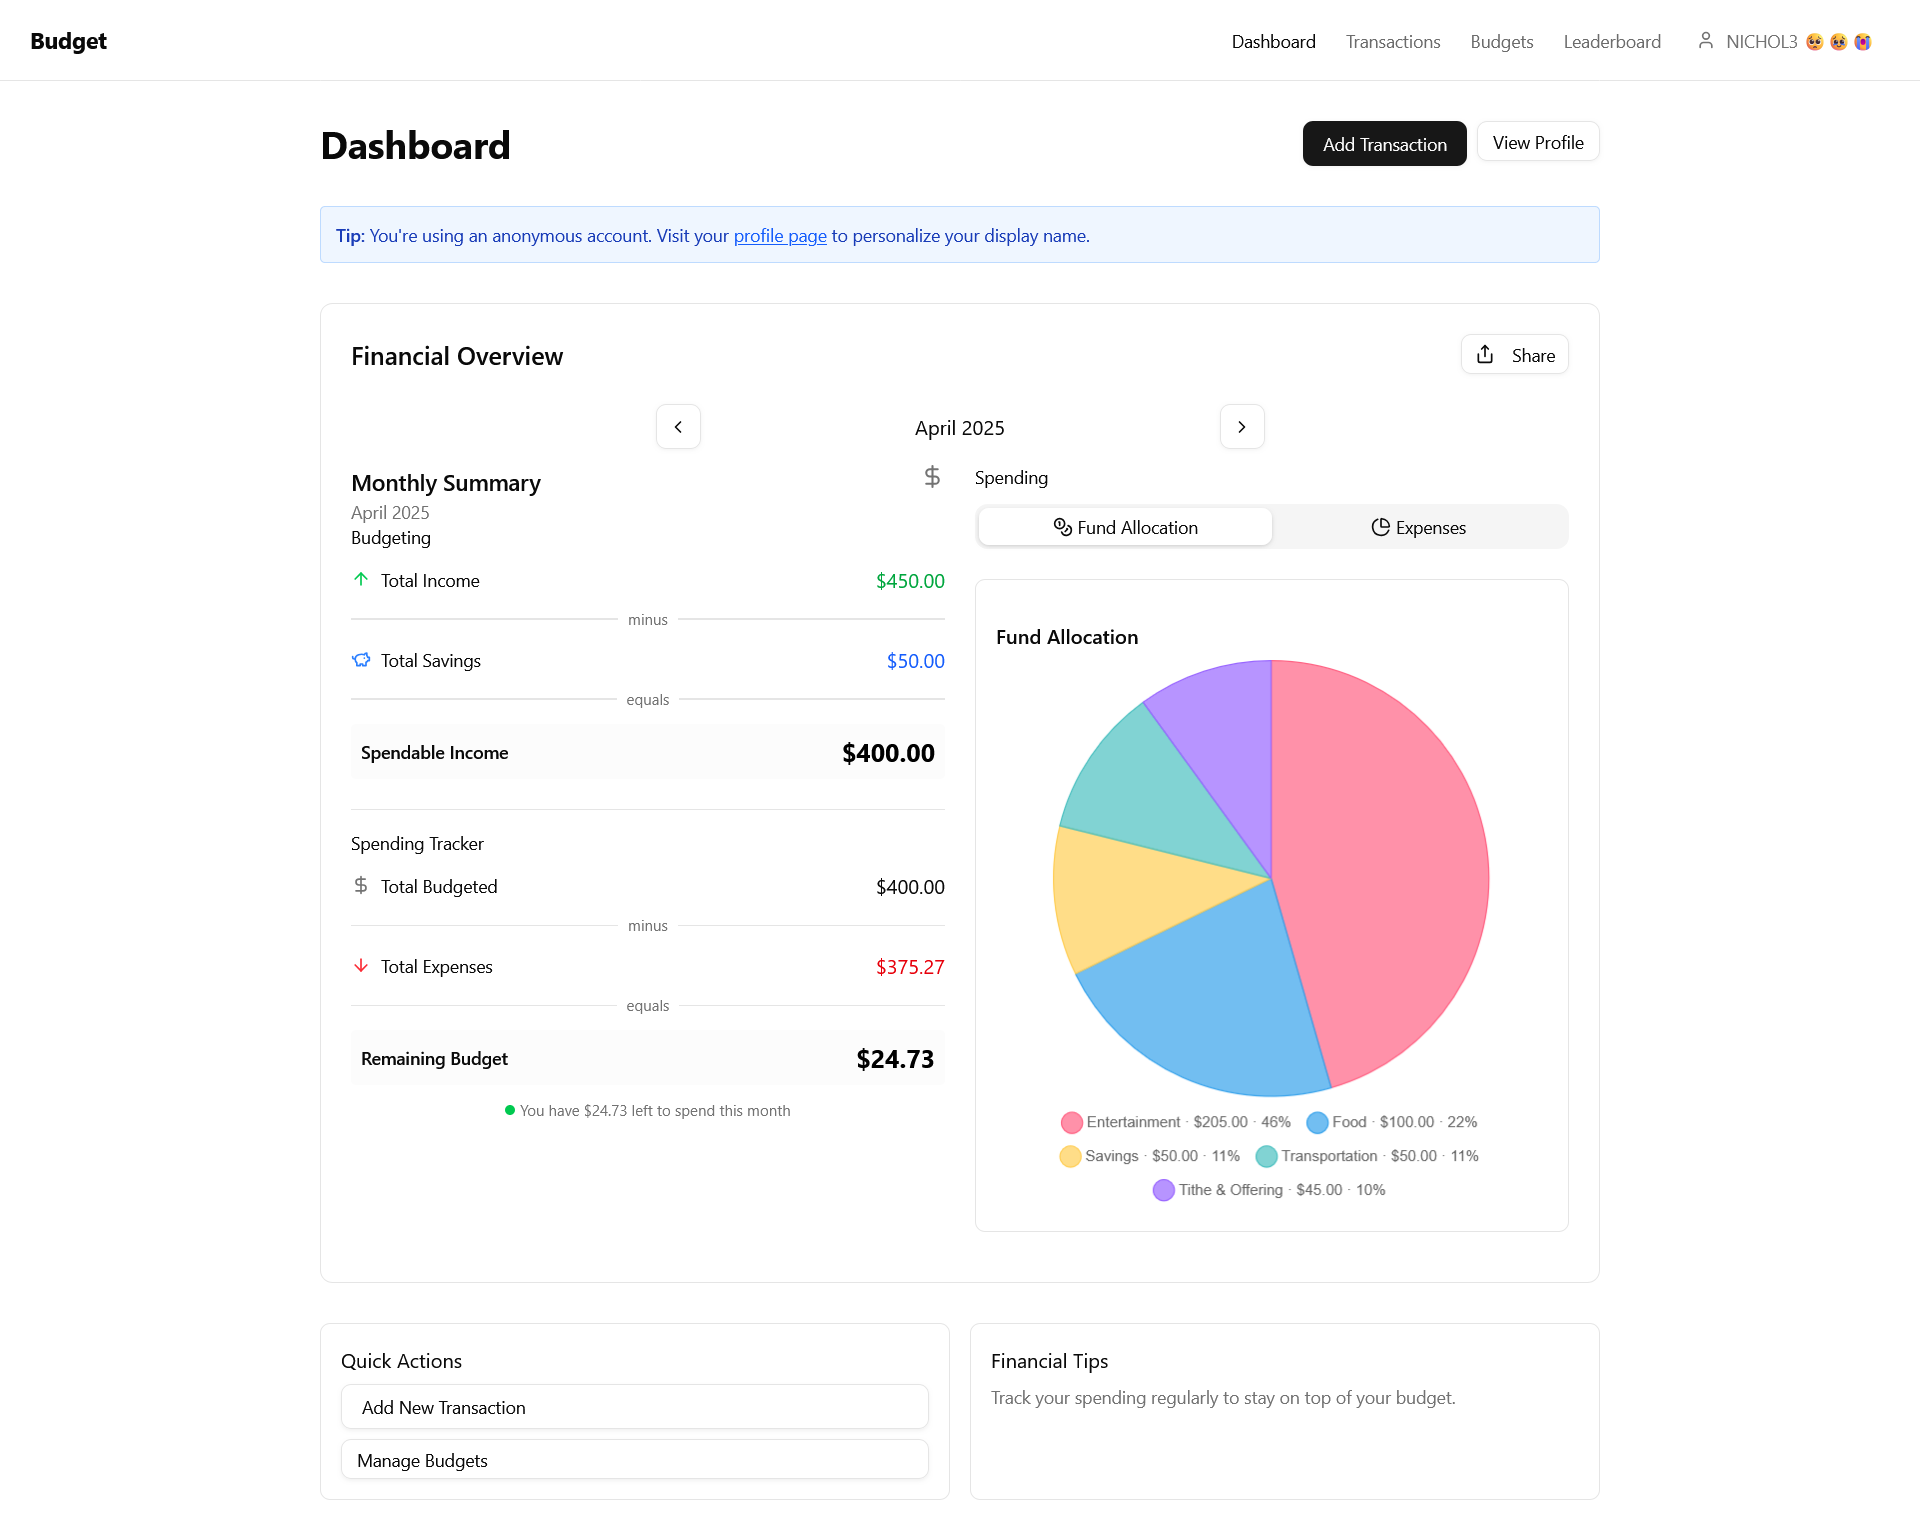 Budget
Dashboard
Transactions
Budgets
Leaderboard
NICHOL3 🥺 😢 😭
Dashboard
Add Transaction
View Profile
Tip: You're using an anonymous account. Visit your profile page to personalize your display name.
Financial Overview
Share
April 2025
Monthly Summary
April 2025
Budgeting
Total Income
$450.00
minus
Total Savings
$50.00
equals
Spendable Income
$400.00
Spending Tracker
Total Budgeted
$400.00
minus
Total Expenses
$375.27
equals
Remaining Budget
$24.73
You have $24.73 left to spend this month
Spending
Fund Allocation
Expenses
Fund Allocation
Entertainment · $205.00 · 46%
Food · $100.00 · 22%
Savings · $50.00 · 11%
Transportation · $50.00 · 11%
Tithe & Offering · $45.00 · 10%
Quick Actions
Add New Transaction
Manage Budgets
Financial Tips
Track your spending regularly to stay on top of your budget.